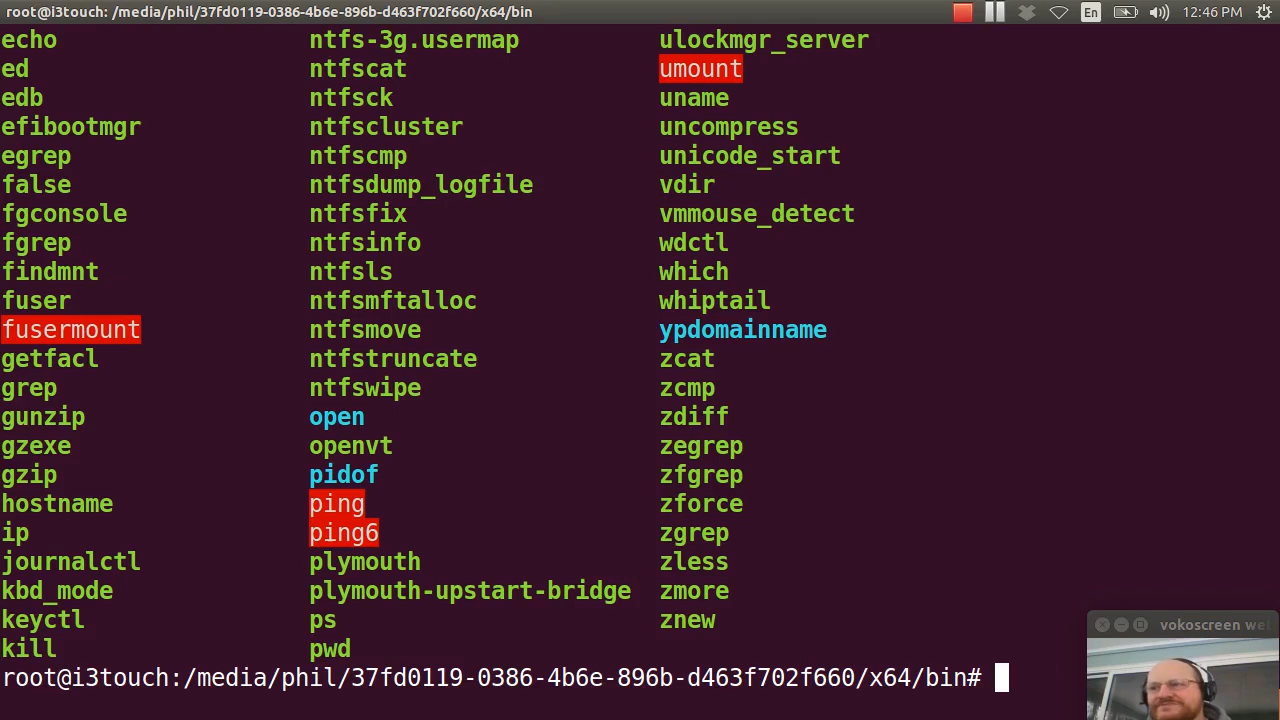 root@i3touch: /media/phil/37fd0119-0386-4b6e-896b-d463f702f660/x64/bin En 12:46 PM
echo ntfs-3g.usermap ulockmgr_server
ed ntfscat umount
edb ntfsck uname
efibootmgr ntfscluster uncompress
egrep ntfscmp unicode_start
false ntfsdump_logfile vdir
fgconsole ntfsfix vmmouse_detect
fgrep ntfsinfo wdctl
findmnt ntfsls which
fuser ntfsmftalloc whiptail
fusermount ntfsmove ypdomainname
getfacl ntfstruncate zcat
grep ntfswipe zcmp
gunzip open zdiff
gzexe openvt zegrep
gzip pidof zfgrep
hostname ping zforce
ip ping6 zgrep
journalctl plymouth zless
kbd_mode plymouth-upstart-bridge zmore
keyctl ps znew
kill pwd
root@i3touch:/media/phil/37fd0119-0386-4b6e-896b-d463f702f660/x64/bin#
vokoscreen we